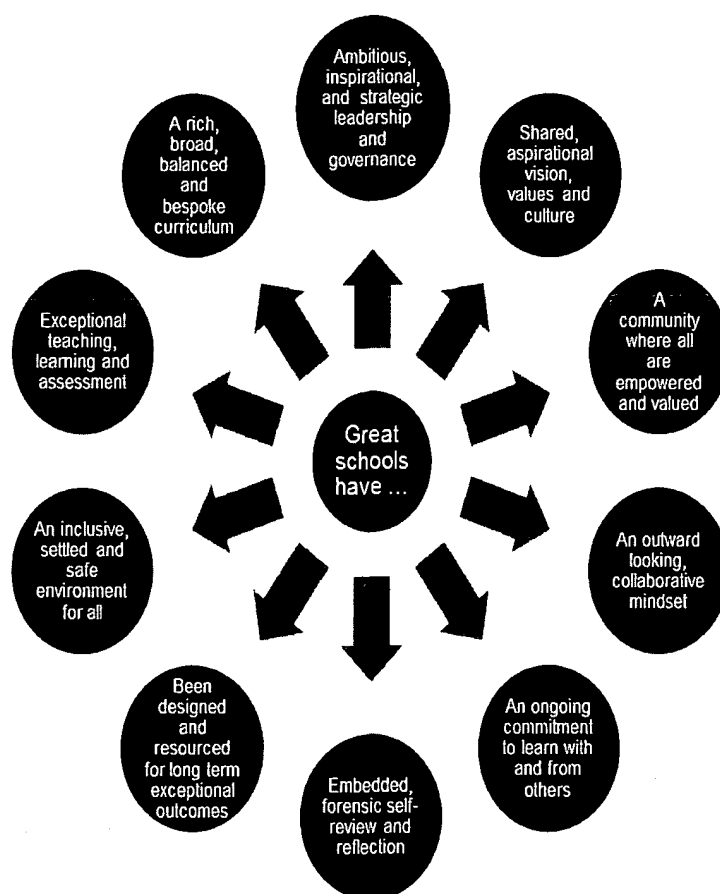 Great
schools
have ...
Ambitious,
inspirational,
and strategic
leadership
and
governance
Shared,
aspirational
vision,
values and
culture
A
community
where all
are
empowered
and valued
An outward
looking,
collaborative
mindset
An ongoing
commitment
to learn with
and from
others
Embedded,
forensic self-
review and
reflection
Been
designed
and
resourced
for long term
exceptional
outcomes
An inclusive,
settled and
safe
environment
for all
Exceptional
teaching,
learning and
assessment
A rich,
broad,
balanced
and
bespoke
curriculum